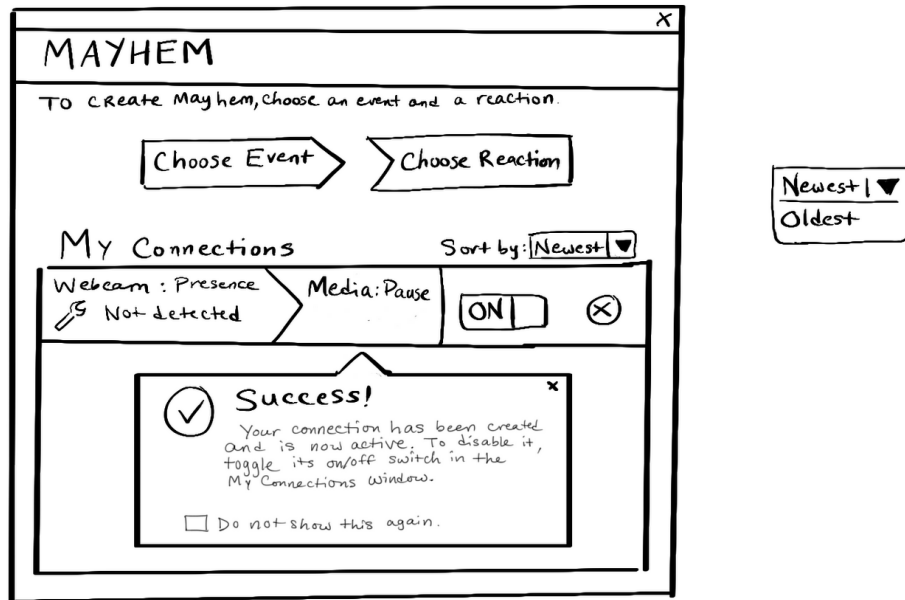 X
MAYHEM
To create Mayhem, choose an event and a reaction.
Choose Event
Choose Reaction
My Connections
Sort by: Newest
Webcam : Presence
Not detected
Media: Pause
ON
X
Success!
x
Your connection has been created
and is now active. To disable it,
toggle its on/off switch in the
My Connections window.
Do not show this again.
Newest
Oldest